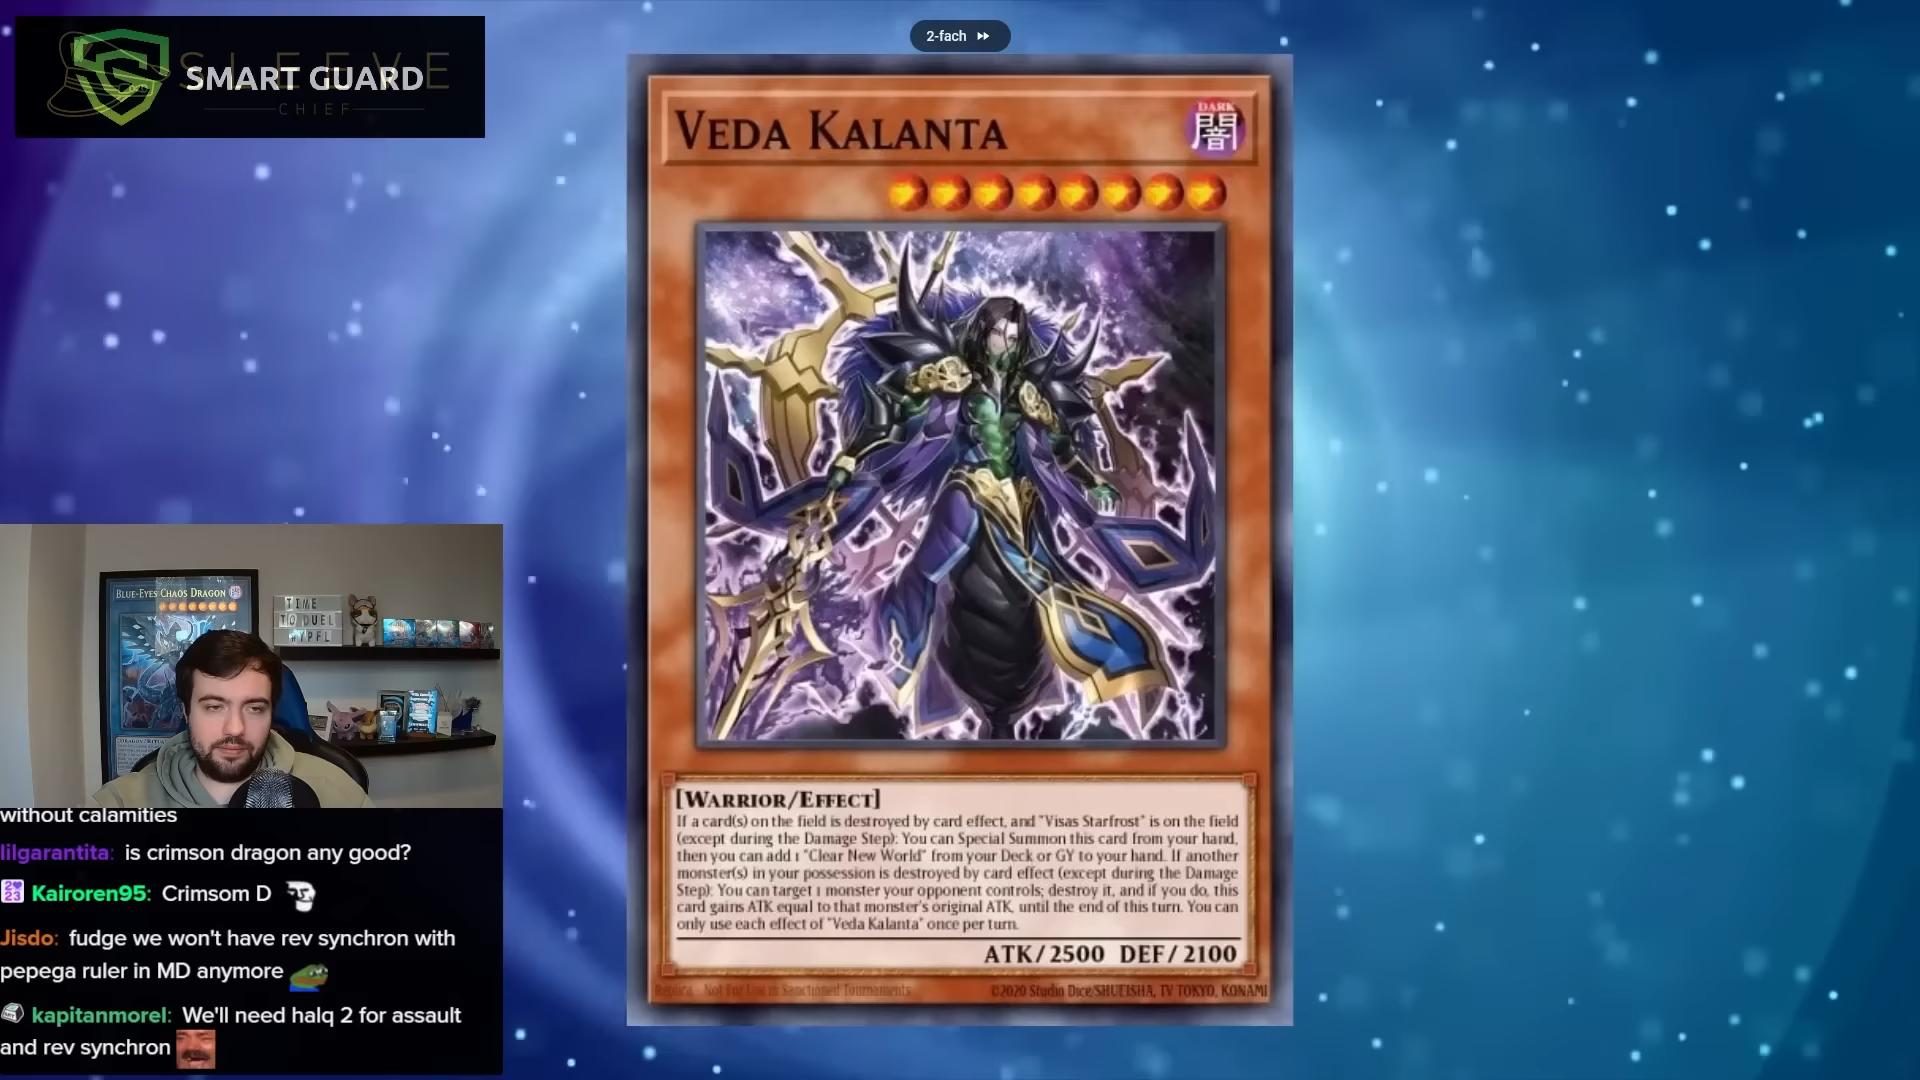 SLEEVE
SMART GUARD
CHIEF
2-fach
VEDA KALANTA
DARK
闇
[WARRIOR/EFFECT]
If a card(s) on the field is destroyed by card effect, and "Visas Starfrost" is on the field
(except during the Damage Step): You can Special Summon this card from your hand,
then you can add 1 "Clear New World" from your Deck or GY to your hand. If another
monster(s) in your possession is destroyed by card effect (except during the Damage
Step): You can target 1 monster your opponent controls; destroy it, and if you do, this
card gains ATK equal to that monster's original ATK, until the end of this turn. You can
only use each effect of "Veda Kalanta" once per turn.
ATK/2500 DEF/2100
Replica - Not For Use in Sanctioned Tournaments
©2020 Studio Dice/SHUEISHA, TV TOKYO, KONAMI
BLUE-EYES CHAOS DRAGON
TIME
TO DUEL
without calamities
lilgarantita: is crimson dragon any good?
Kairoren95: Crimsom D
Jisdo: fudge we won't have rev synchron with
pepega ruler in MD anymore
kapitanmorel: We'll need halq 2 for assault
and rev synchron